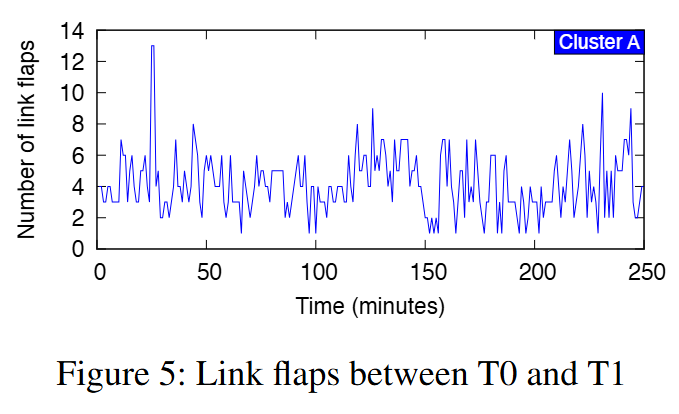 14
Cluster A
12
10
8
6
4
2
0
Number of link flaps
0 50 100 150 200 250
Time (minutes)
Figure 5: Link flaps between T0 and T1